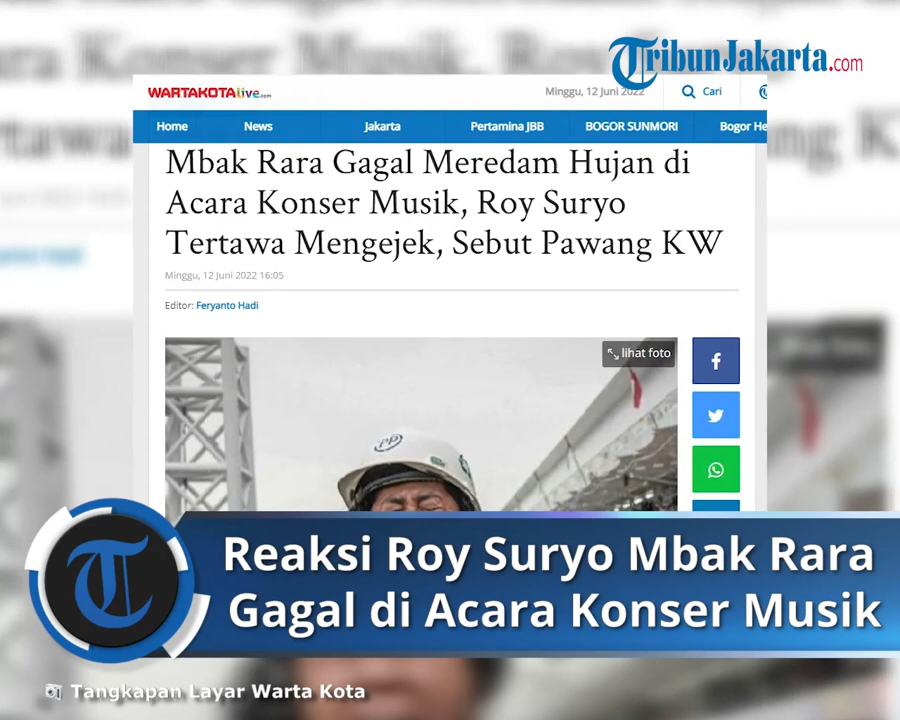 TribunJakarta.com
WARTAKOTAlive.com
Minggu, 12 Juni 2022
Cari
Home
News
Jakarta
Pertamina JBB
BOGOR SUNMORI
Bogor He
Mbak Rara Gagal Meredam Hujan di
Acara Konser Musik, Roy Suryo
Tertawa Mengejek, Sebut Pawang KW
Minggu, 12 Juni 2022 16:05
Editor: Feryanto Hadi
lihat foto
pp
Reaksi Roy Suryo Mbak Rara
Gagal di Acara Konser Musik
Tangkapan Layar Warta Kota